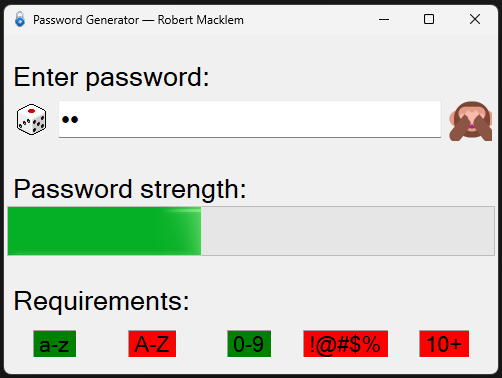 Password Generator — Robert Macklem
Enter password:
••
Password strength:
Requirements:
a-z A-Z 0-9 !@#$% 10+